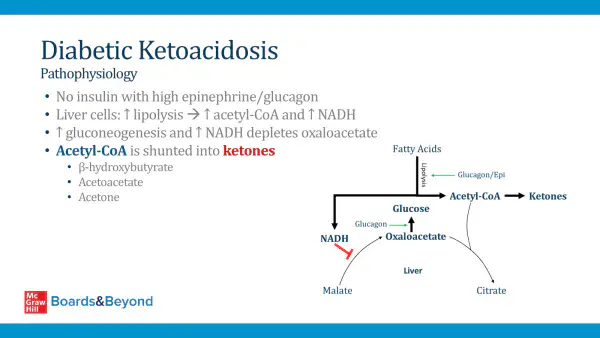 Diabetic Ketoacidosis
Pathophysiology
• No insulin with high epinephrine/glucagon
• Liver cells: ↑ lipolysis → ↑ acetyl-CoA and ↑ NADH
• ↑ gluconeogenesis and ↑ NADH depletes oxaloacetate
• Acetyl-CoA is shunted into ketones
• β-hydroxybutyrate
• Acetoacetate
• Acetone
Fatty Acids
Lipolysis
Glucagon/Epi
Acetyl-CoA
Ketones
Glucose
Glucagon
NADH
Oxaloacetate
Liver
Malate
Citrate
Mc
Graw
Hill
Boards&Beyond